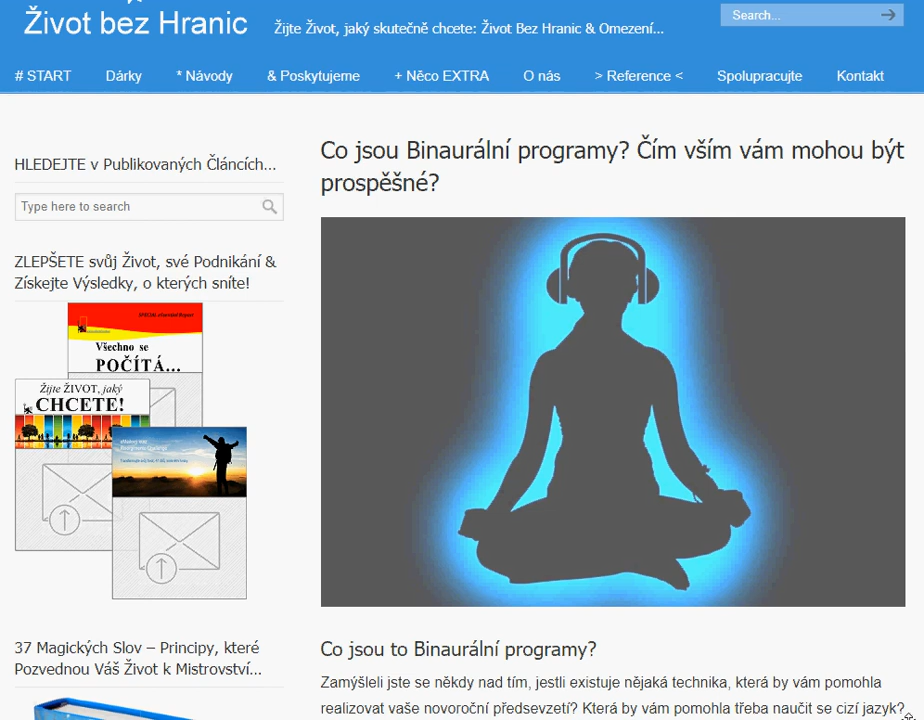 Život bez Hranic
Žijte Život, jaký skutečně chcete: Život Bez Hranic & Omezení...
Search...
# START
Dárky
* Návody
& Poskytujeme
+ Něco EXTRA
O nás
> Reference <
Spolupracujte
Kontakt
HLEDEJTE v Publikovaných Článcích...
Type here to search
ZLEPŠETE svůj Život, své Podnikání &
Získejte Výsledky, o kterých sníte!
Všechno se
POČÍTÁ...
Žijte ŽIVOT, jaký
CHCETE!
37 Magických Slov – Principy, které
Pozvednou Váš Život k Mistrovství...
Co jsou Binaurální programy? Čím vším vám mohou být
prospěšné?
Co jsou to Binaurální programy?
Zamýšleli jste se někdy nad tím, jestli existuje nějaká technika, která by vám pomohla
realizovat vaše novoroční předsevzetí? Která by vám pomohla třeba naučit se cizí jazyk?